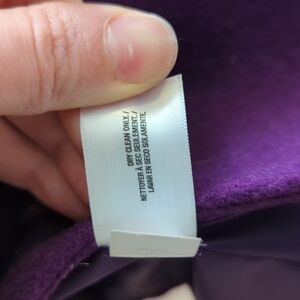 DRY CLEAN ONLY./
NETTOYER À SEC SEULEMENT./
LAVAR EN SECO SOLAMENTE.